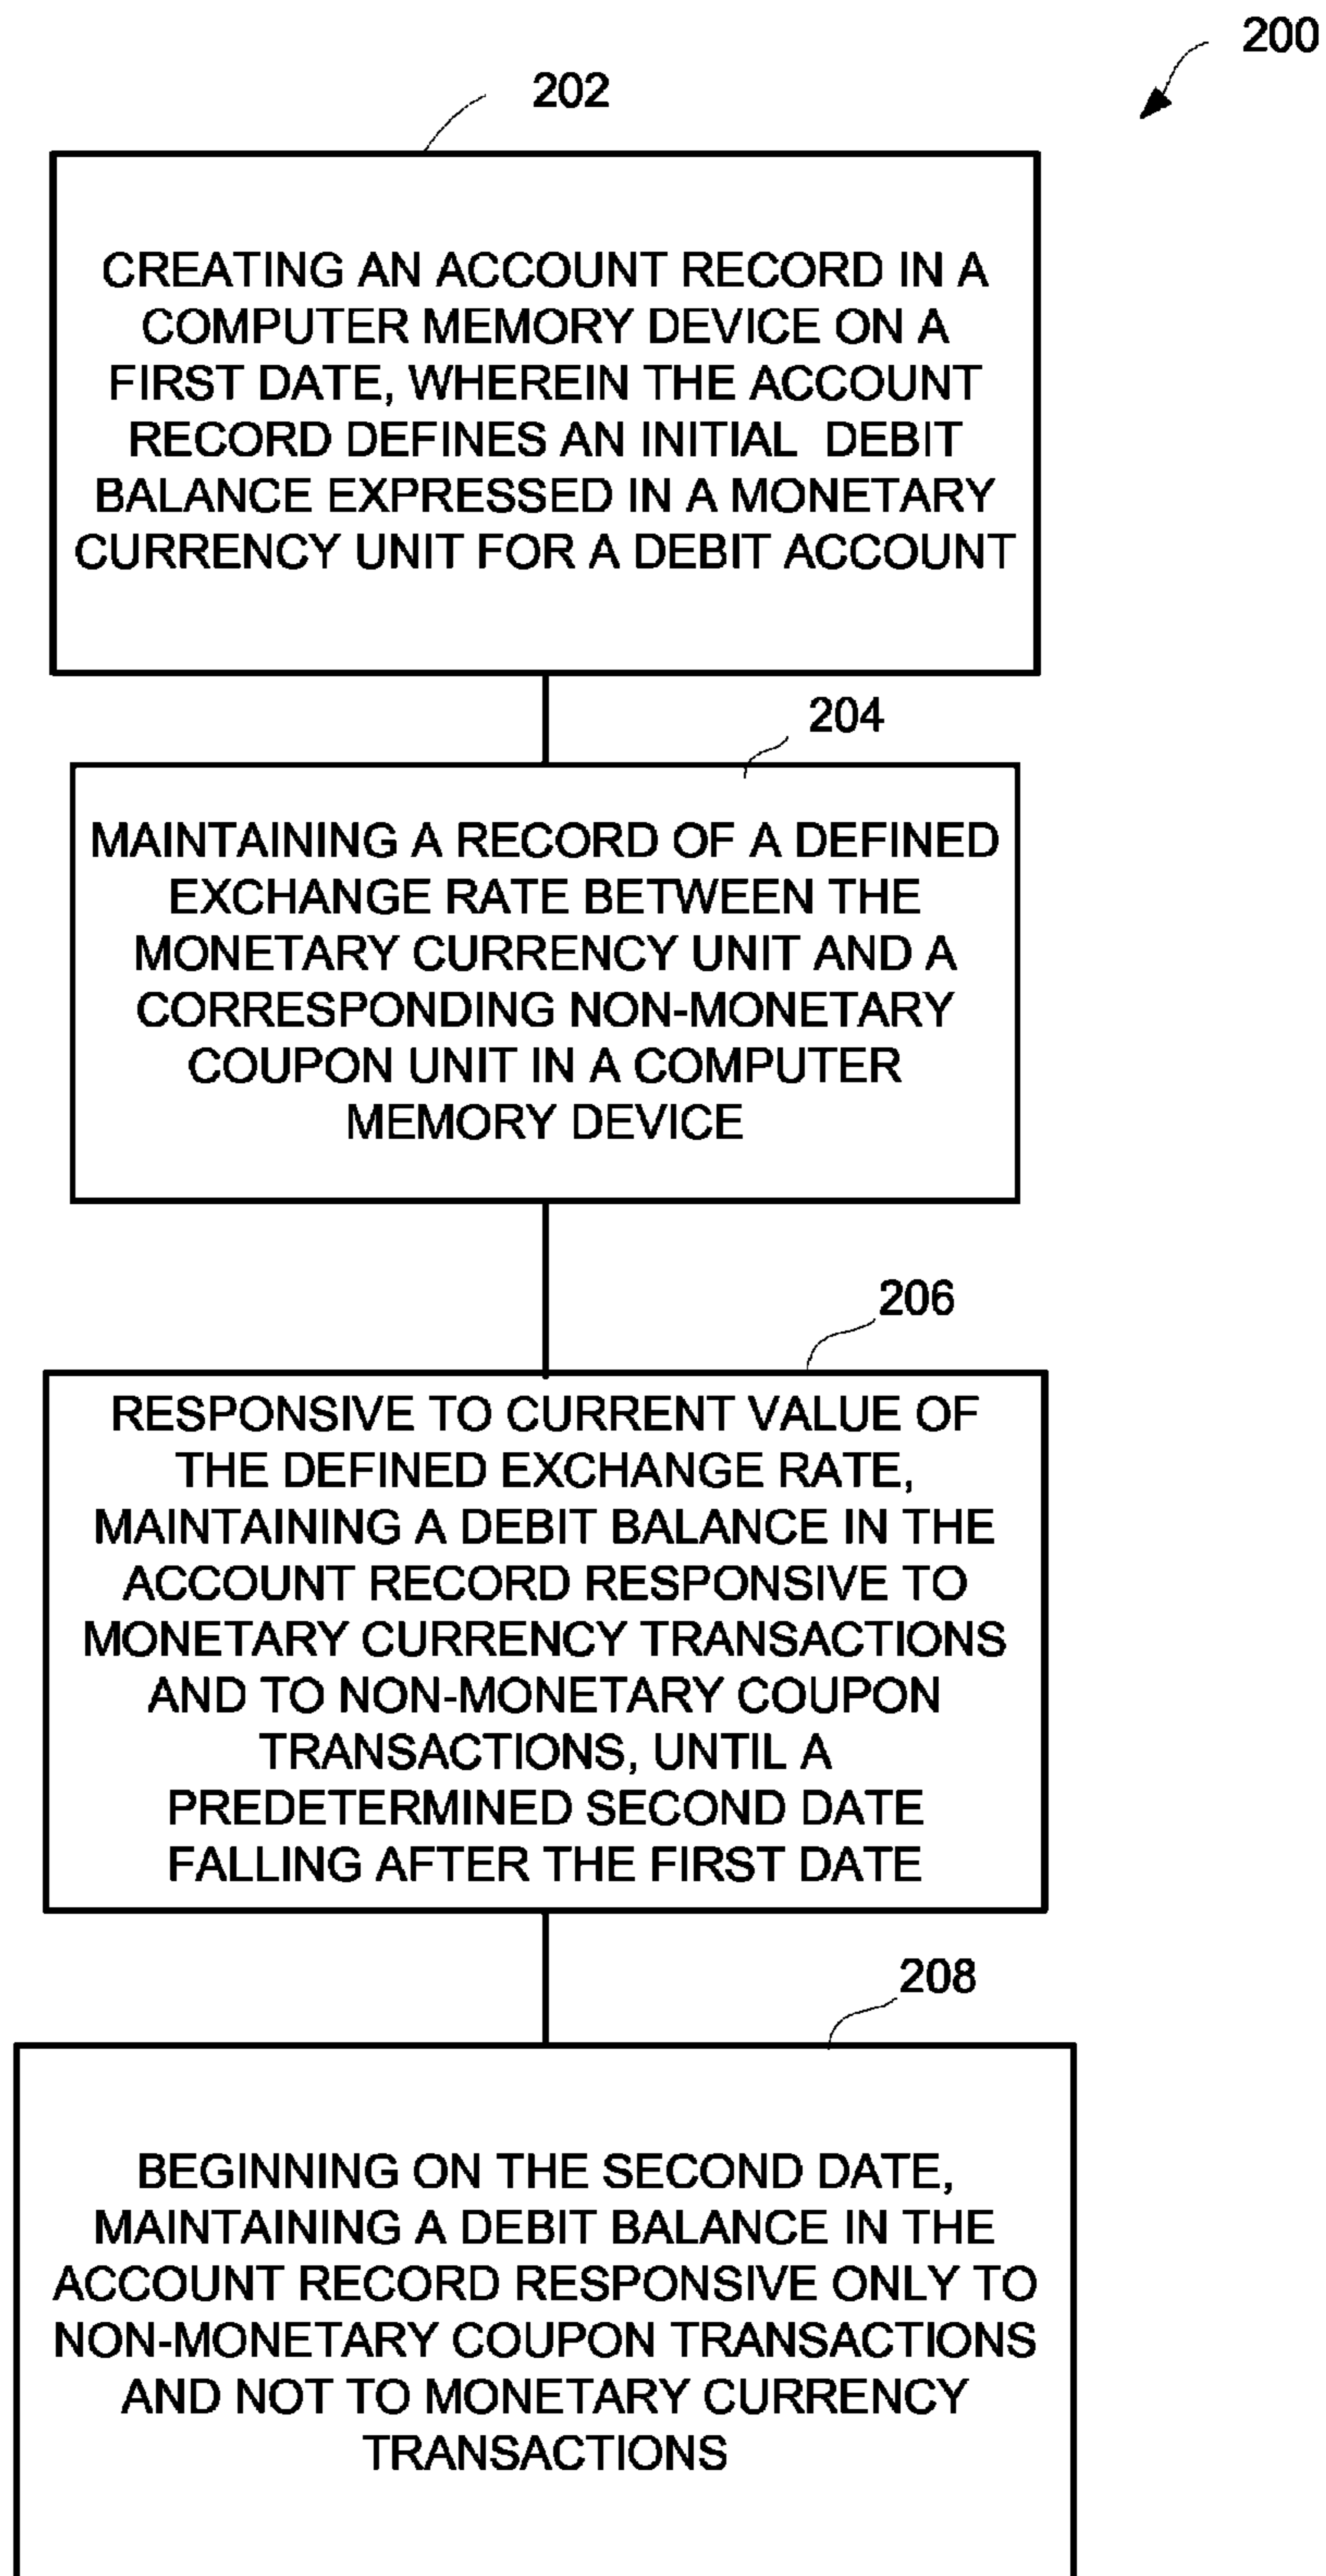 200
202
CREATING AN ACCOUNT RECORD IN A
COMPUTER MEMORY DEVICE ON A
FIRST DATE, WHEREIN THE ACCOUNT
RECORD DEFINES AN INITIAL DEBIT
BALANCE EXPRESSED IN A MONETARY
CURRENCY UNIT FOR A DEBIT ACCOUNT
204
MAINTAINING A RECORD OF A DEFINED
EXCHANGE RATE BETWEEN THE
MONETARY CURRENCY UNIT AND A
CORRESPONDING NON-MONETARY
COUPON UNIT IN A COMPUTER
MEMORY DEVICE
206
RESPONSIVE TO CURRENT VALUE OF
THE DEFINED EXCHANGE RATE,
MAINTAINING A DEBIT BALANCE IN THE
ACCOUNT RECORD RESPONSIVE TO
MONETARY CURRENCY TRANSACTIONS
AND TO NON-MONETARY COUPON
TRANSACTIONS, UNTIL A
PREDETERMINED SECOND DATE
FALLING AFTER THE FIRST DATE
208
BEGINNING ON THE SECOND DATE,
MAINTAINING A DEBIT BALANCE IN THE
ACCOUNT RECORD RESPONSIVE ONLY TO
NON-MONETARY COUPON TRANSACTIONS
AND NOT TO MONETARY CURRENCY
TRANSACTIONS